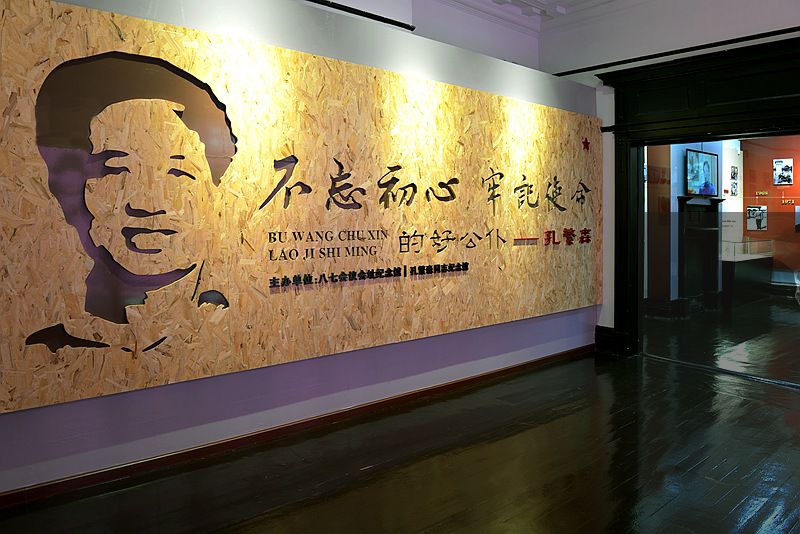 不忘初心 牢记使命
BU WANG CHU XIN
LAO JI SHI MING
的好公仆——孔繁森
主办单位:八七会议会址纪念馆 | 孔繁森同志纪念馆
1968
1971